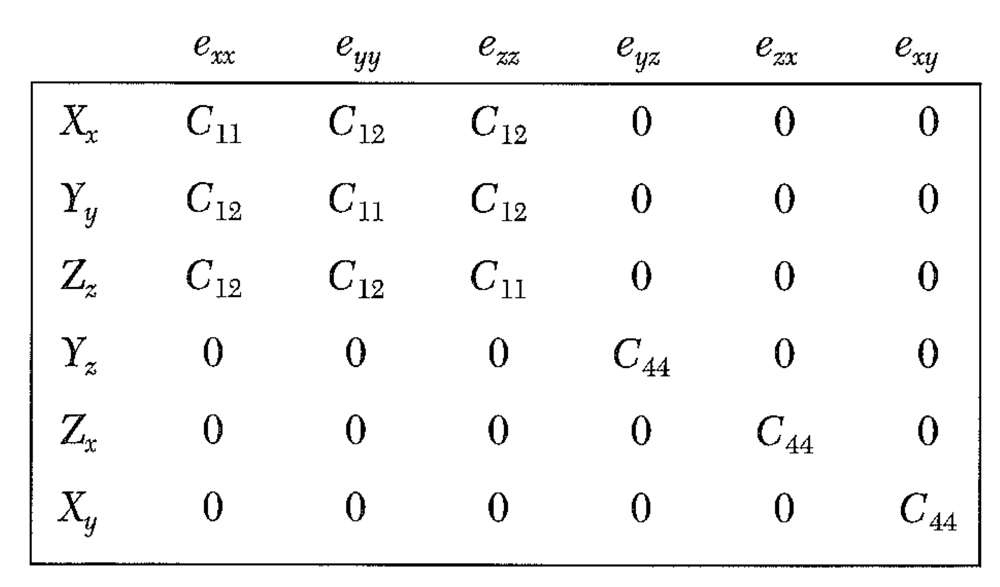 e_xx e_yy e_zz e_yz e_zx e_xy
X_x C_11 C_12 C_12 0 0 0
Y_y C_12 C_11 C_12 0 0 0
Z_z C_12 C_12 C_11 0 0 0
Y_z 0 0 0 C_44 0 0
Z_x 0 0 0 0 C_44 0
X_y 0 0 0 0 0 C_44